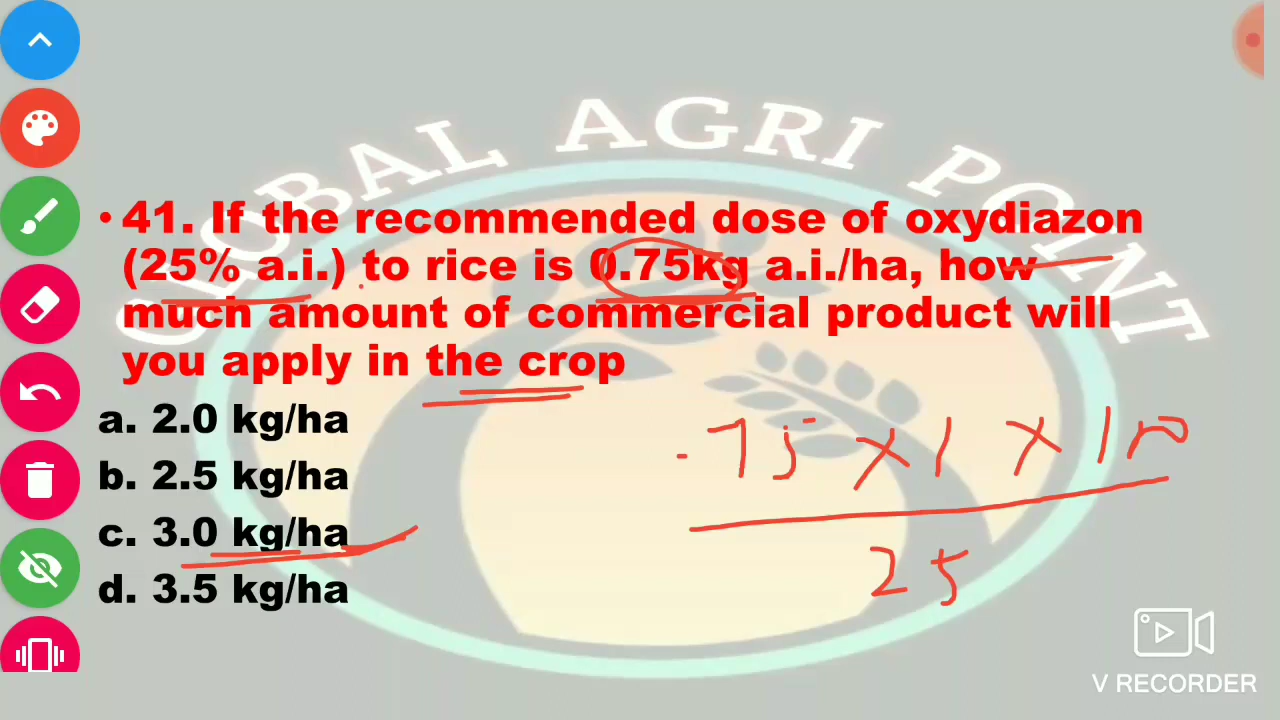 GLOBAL AGRI POINT
• 41. If the recommended dose of oxydiazon
(25% a.i.) to rice is 0.75kg a.i./ha, how
much amount of commercial product will
you apply in the crop
a. 2.0 kg/ha
b. 2.5 kg/ha
c. 3.0 kg/ha
d. 3.5 kg/ha
.75 x 1 x 100
25
V RECORDER